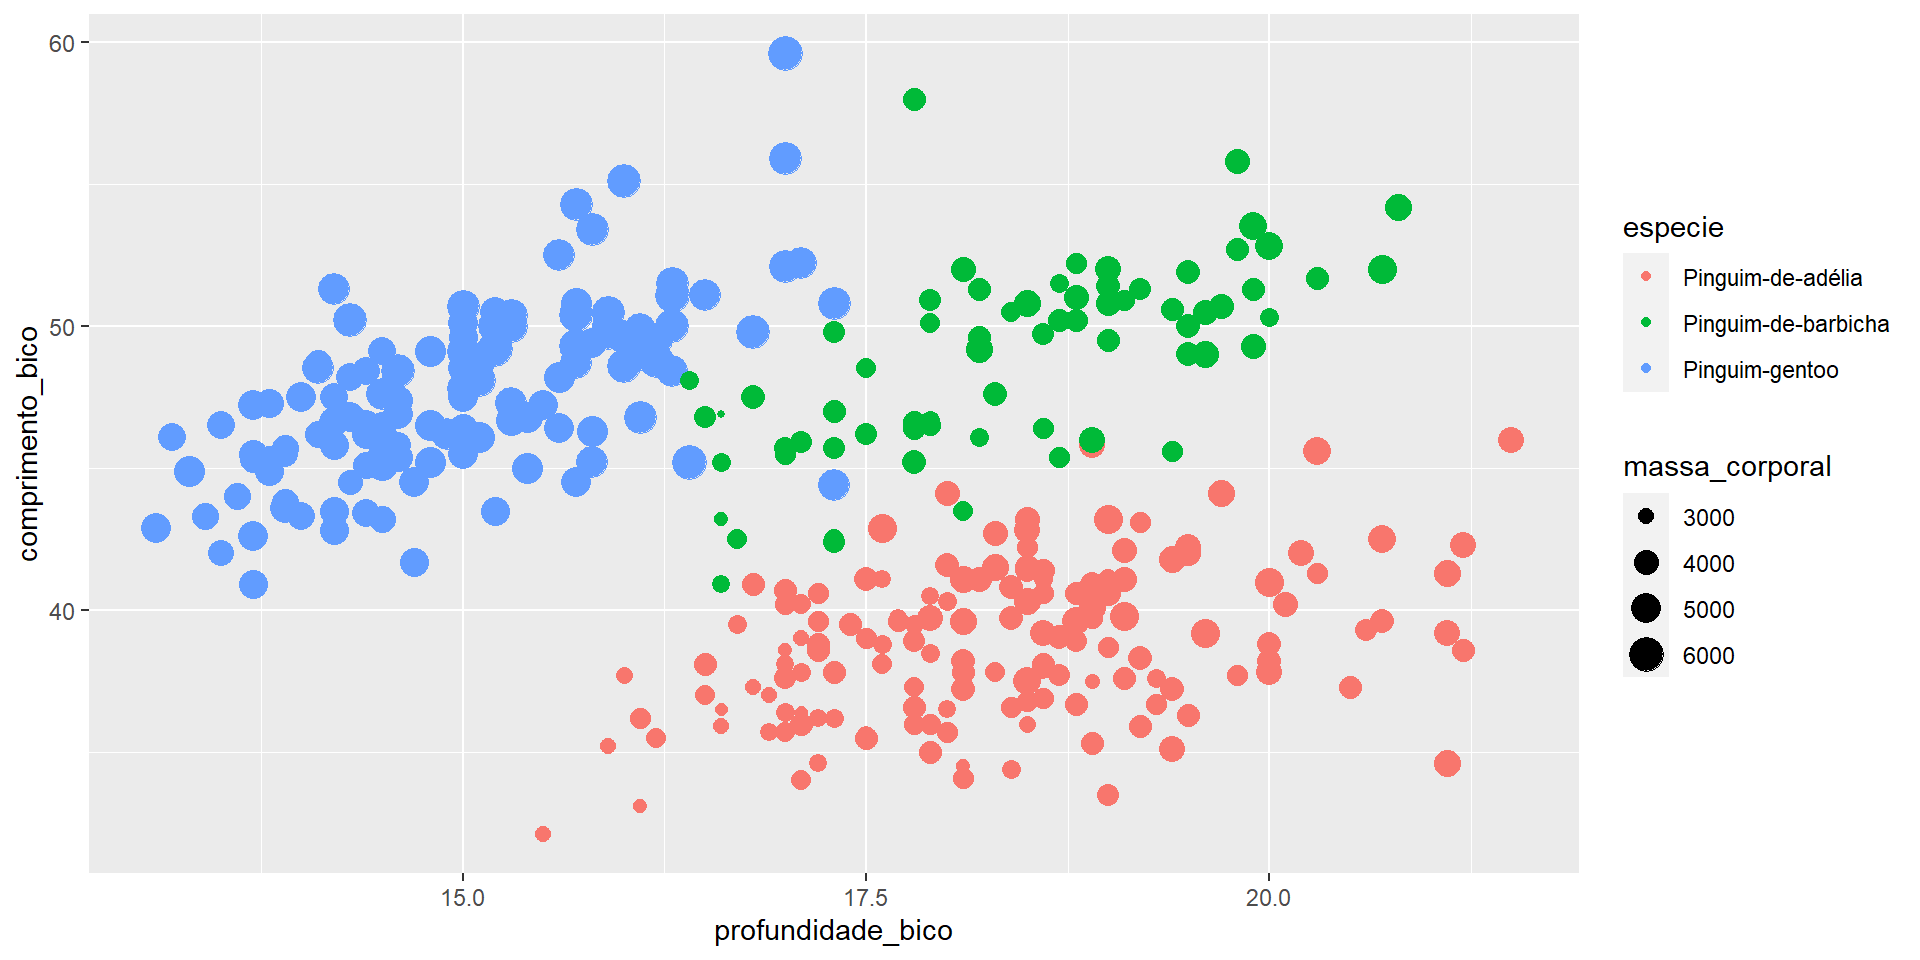 60
50
40
comprimento_bico
15.0 17.5 20.0
profundidade_bico
especie
Pinguim-de-adélia
Pinguim-de-barbicha
Pinguim-gentoo
massa_corporal
3000
4000
5000
6000